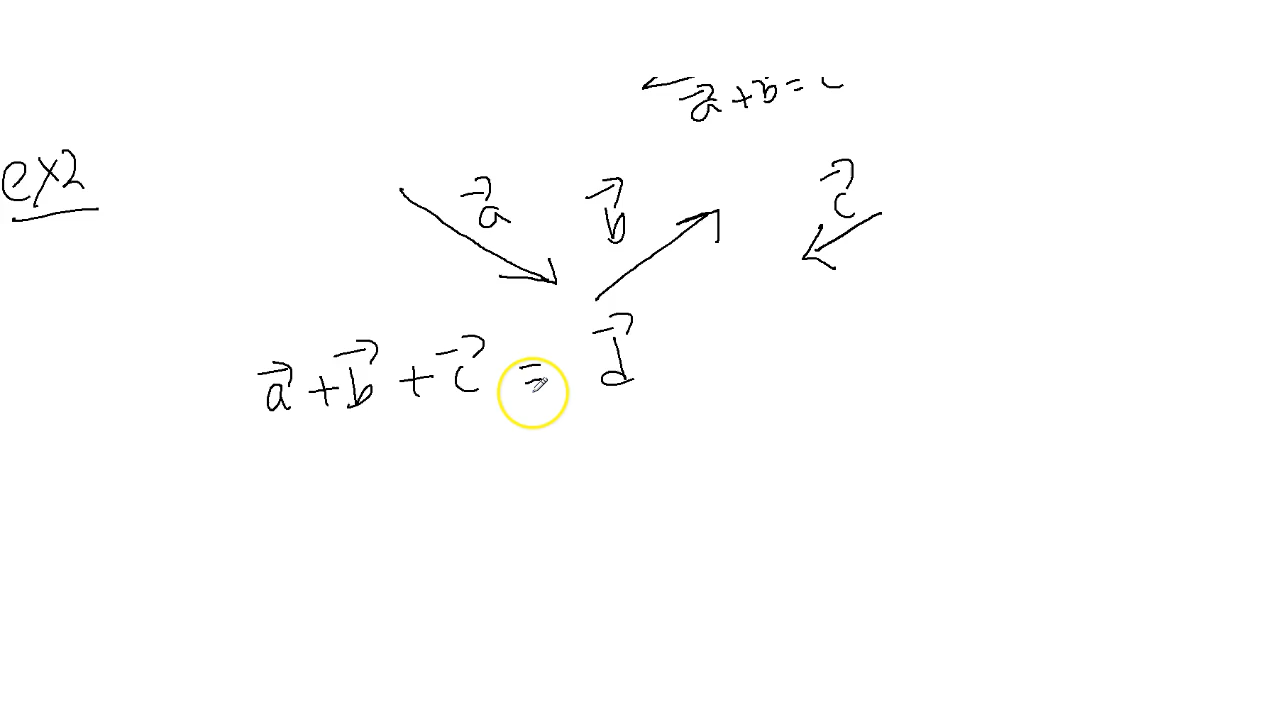 a⃗ + b⃗ = c
ex2
a⃗ b⃗ c⃗
a⃗ + b⃗ + c⃗ = d⃗